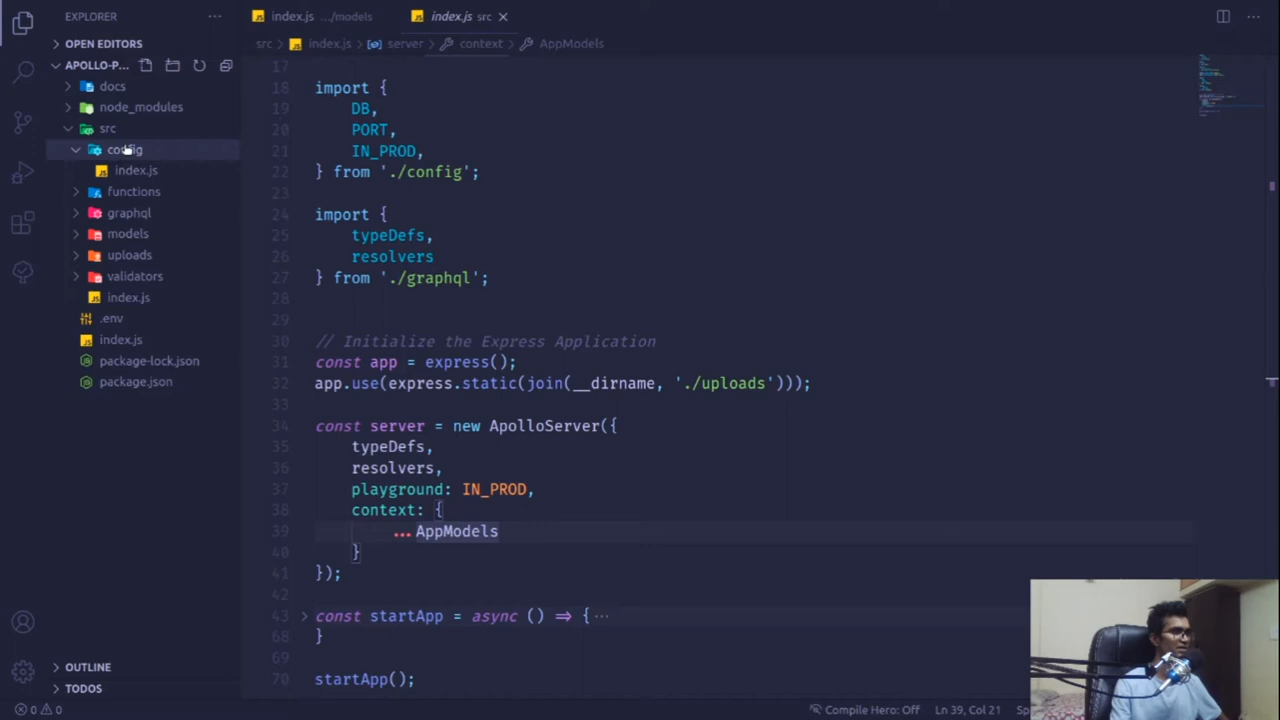 EXPLORER
OPEN EDITORS
APOLLO-P...
docs
node_modules
src
config
index.js
functions
graphql
models
uploads
validators
index.js
.env
index.js
package-lock.json
package.json
OUTLINE
TODOS
index.js .../models
index.js src
src index.js server context AppModels
17
18 import {
19 DB,
20 PORT,
21 IN_PROD,
22 } from './config';
23
24 import {
25 typeDefs,
26 resolvers
27 } from './graphql';
28
29
30 // Initialize the Express Application
31 const app = express();
32 app.use(express.static(join(__dirname, './uploads')));
33
34 const server = new ApolloServer({
35 typeDefs,
36 resolvers,
37 playground: IN_PROD,
38 context: {
39 ...AppModels
40 }
41 });
42
43 const startApp = async () => {...
68 }
69
70 startApp();
0 0
Compile Hero: Off Ln 39, Col 21